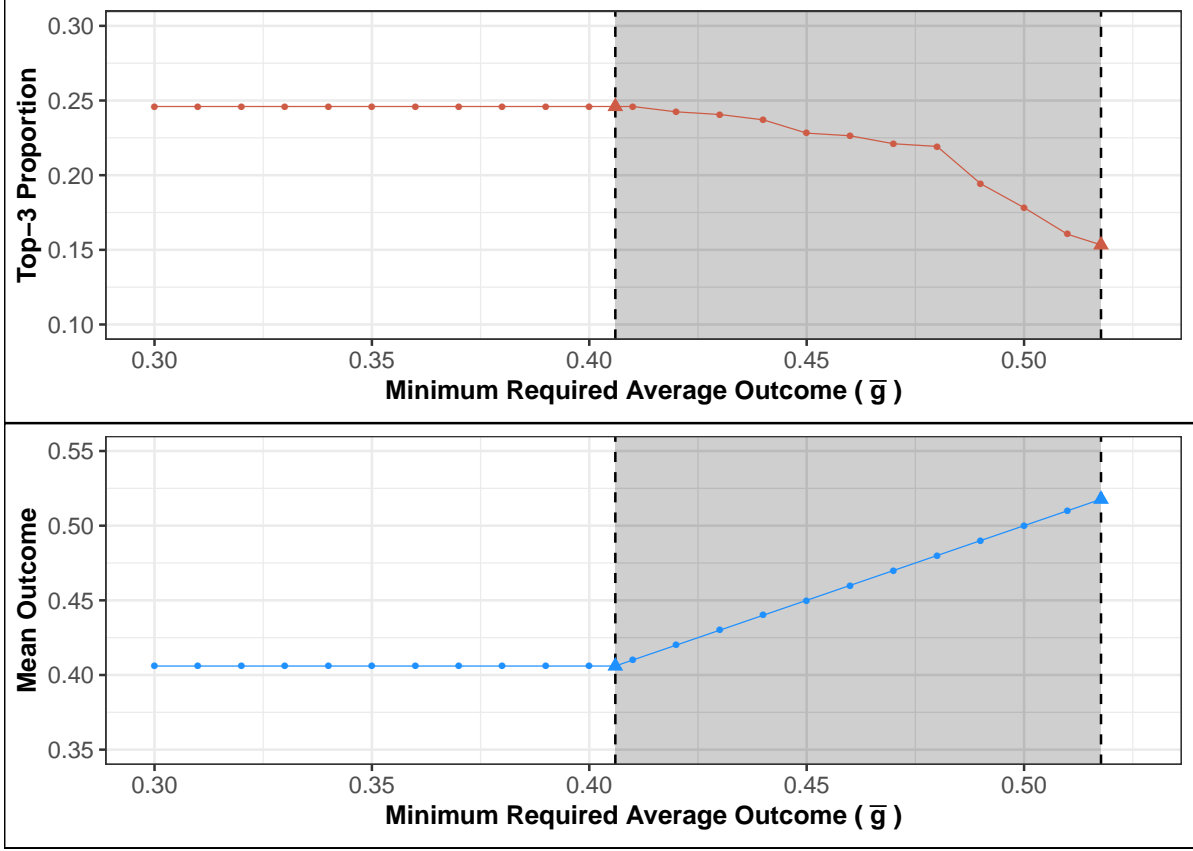 0.30
0.25
0.20
0.15
0.10
Top−3 Proportion
0.30 0.35 0.40 0.45 0.50
Minimum Required Average Outcome ( g̅ )
0.55
0.50
0.45
0.40
0.35
Mean Outcome
0.30 0.35 0.40 0.45 0.50
Minimum Required Average Outcome ( g̅ )